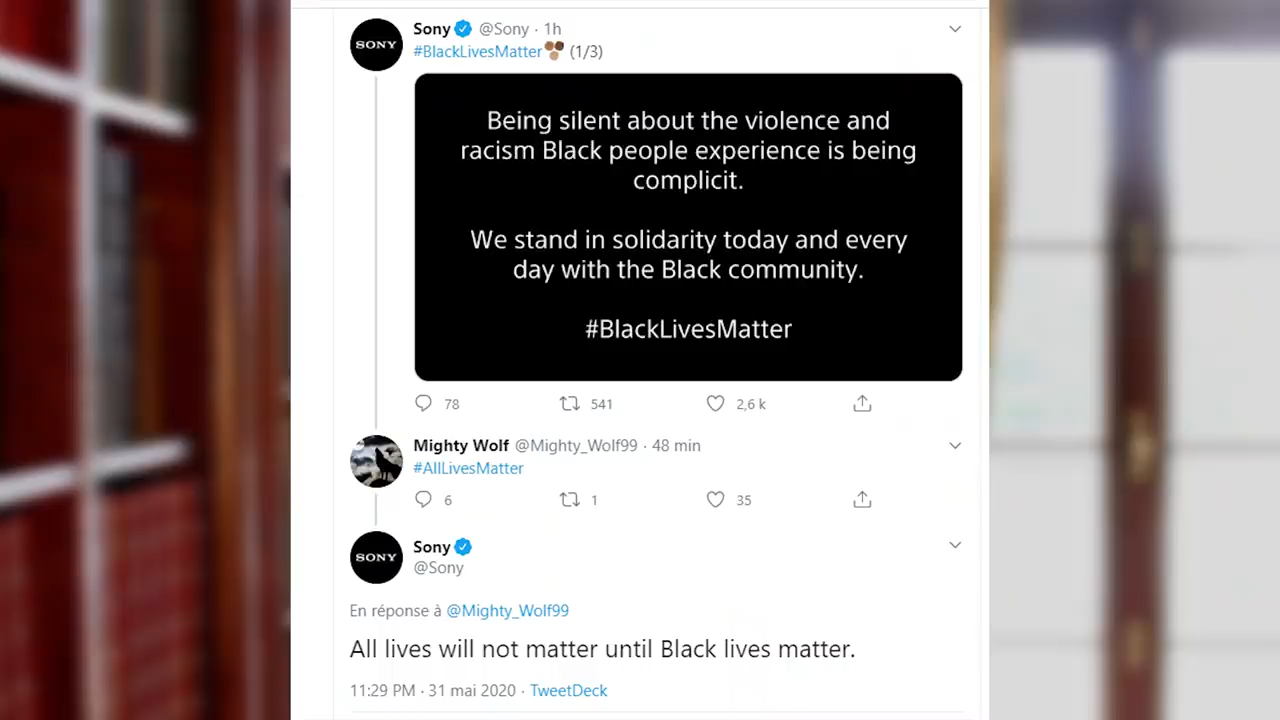 SONY
Sony @Sony · 1h
#BlackLivesMatter (1/3)
Being silent about the violence and
racism Black people experience is being
complicit.
We stand in solidarity today and every
day with the Black community.
#BlackLivesMatter
78 541 2,6 k
Mighty Wolf @Mighty_Wolf99 · 48 min
#AllLivesMatter
6 1 35
SONY
Sony
@Sony
En réponse à @Mighty_Wolf99
All lives will not matter until Black lives matter.
11:29 PM · 31 mai 2020 · TweetDeck